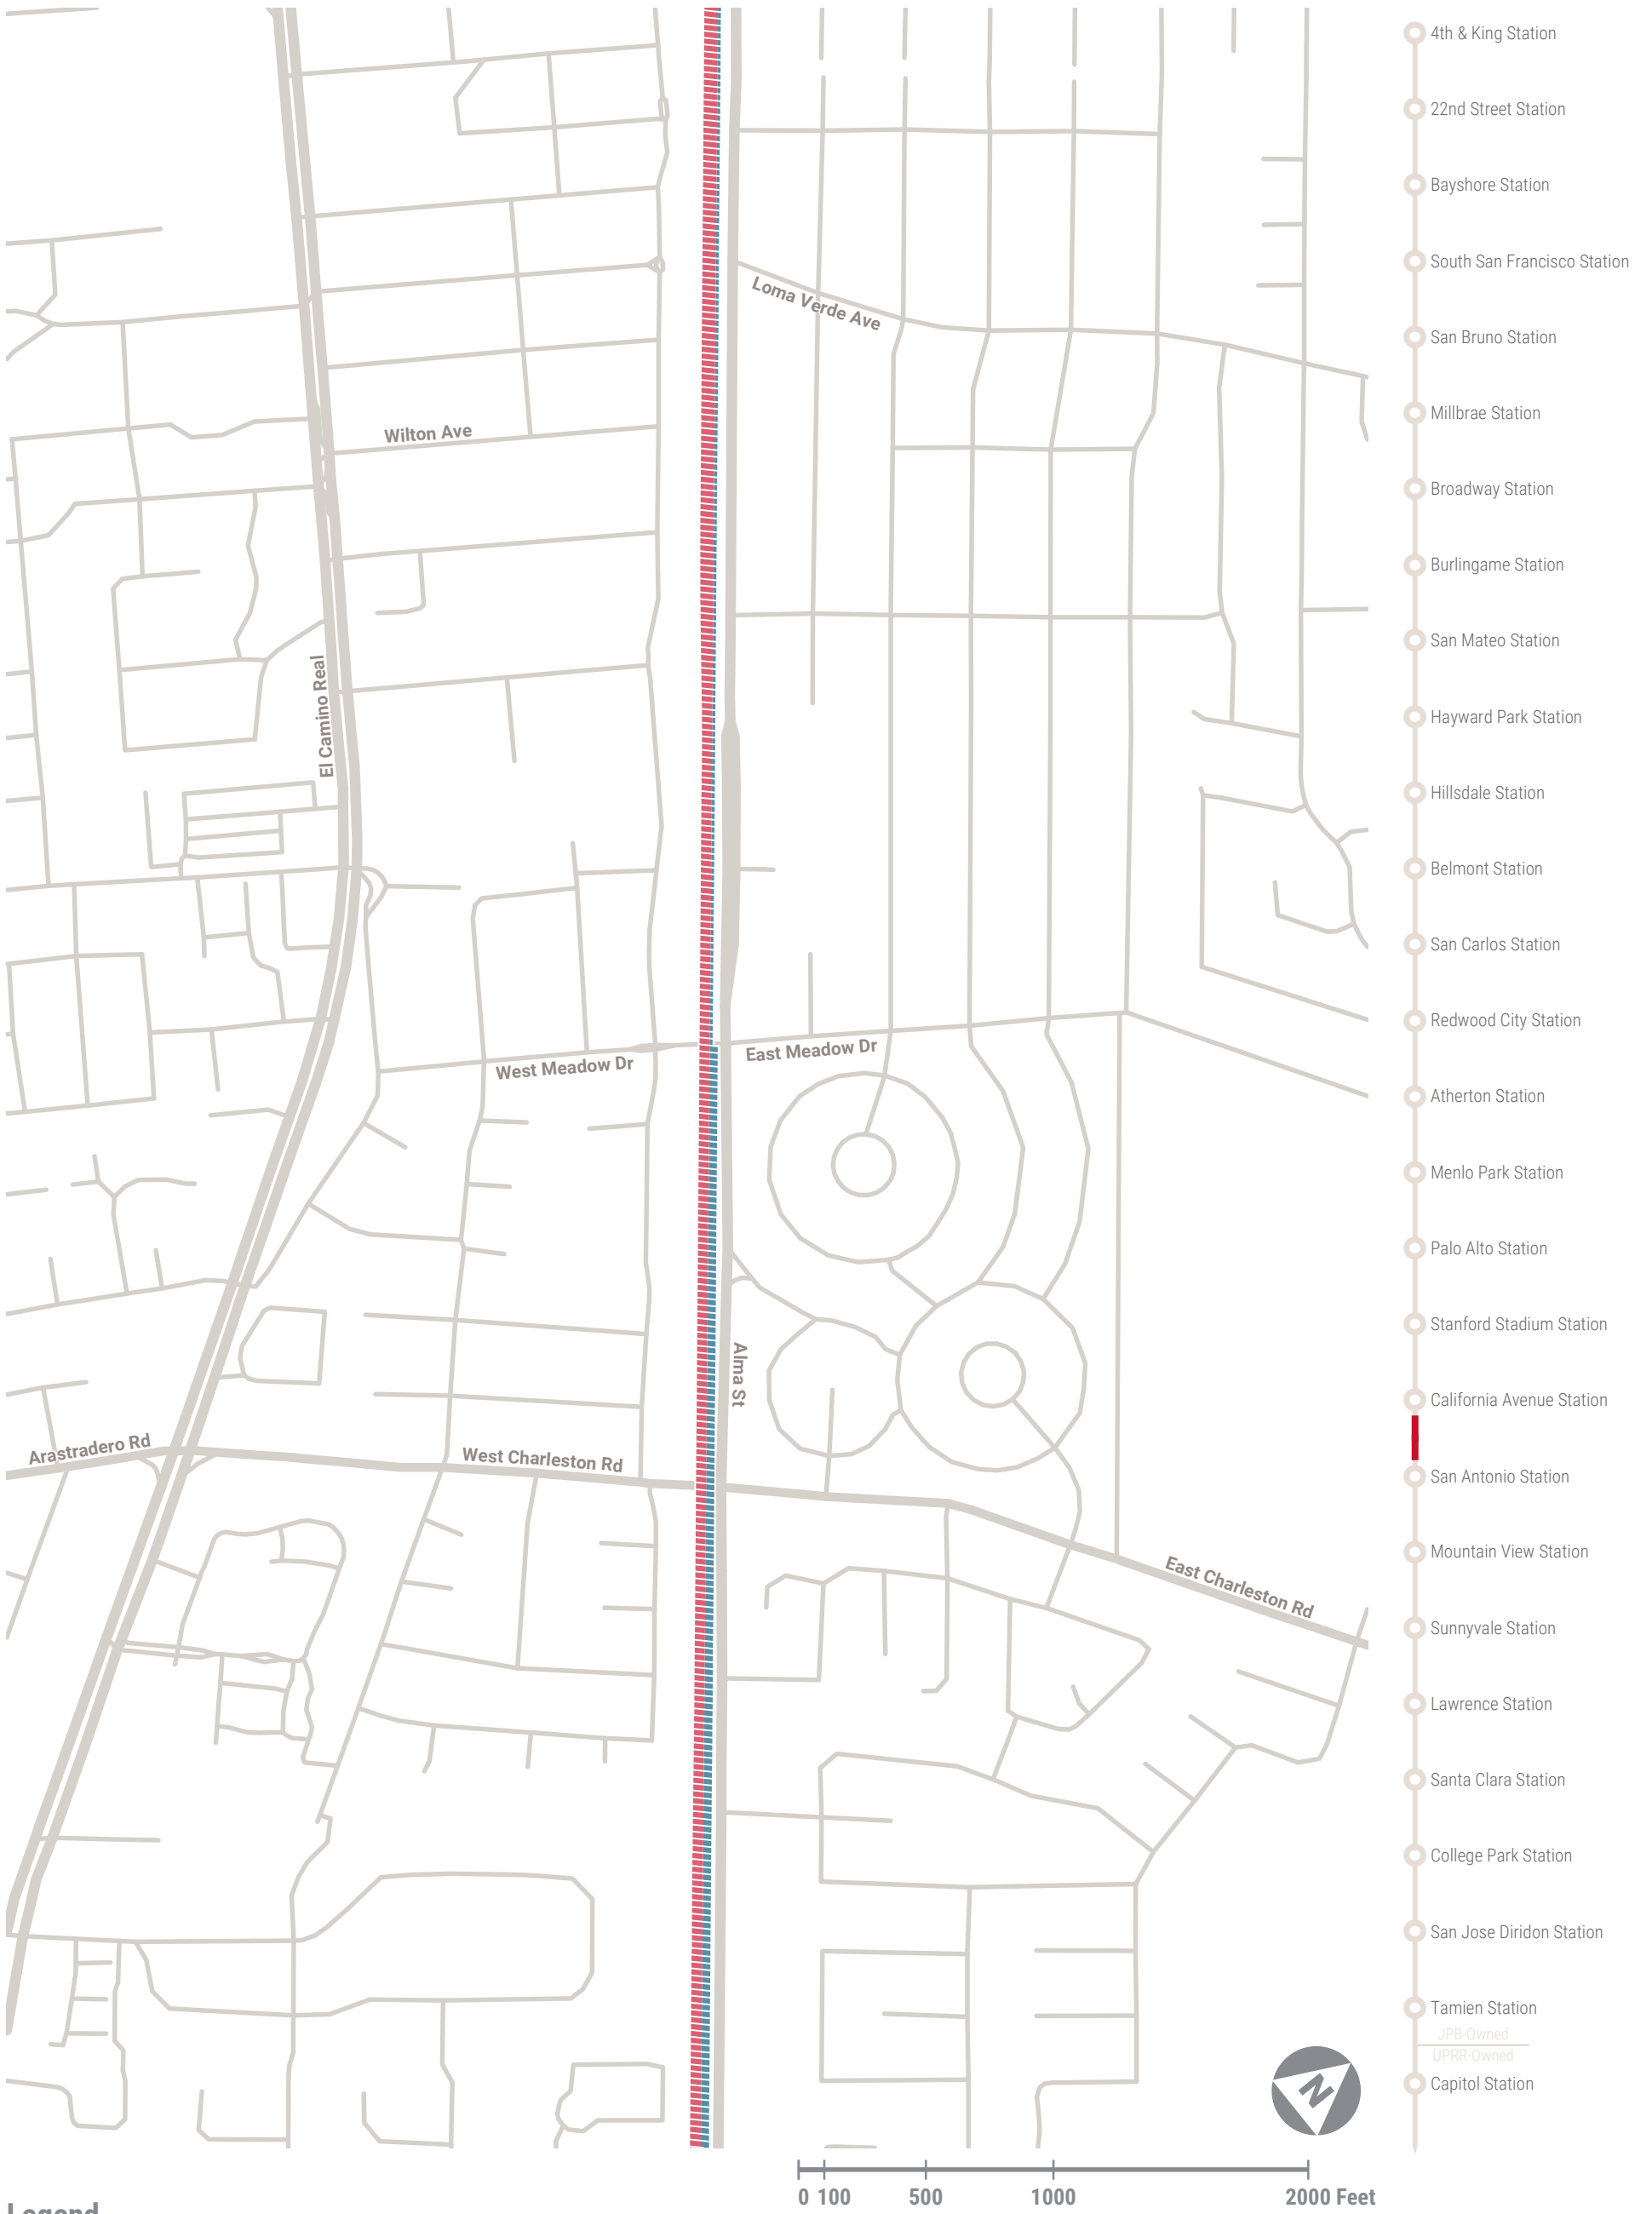 4th & King Station
22nd Street Station
Bayshore Station
South San Francisco Station
Loma Verde Ave
San Bruno Station
Millbrae Station
Wilton Ave
Broadway Station
Burlingame Station
San Mateo Station
El Camino Real
Hayward Park Station
Hillsdale Station
Belmont Station
San Carlos Station
Redwood City Station
East Meadow Dr
West Meadow Dr
Atherton Station
Menlo Park Station
Palo Alto Station
Stanford Stadium Station
Alma St
California Avenue Station
Arastradero Rd
West Charleston Rd
San Antonio Station
Mountain View Station
East Charleston Rd
Sunnyvale Station
Lawrence Station
Santa Clara Station
College Park Station
San Jose Diridon Station
Tamien Station
JPB-Owned
UPRR-Owned
Capitol Station
N
0 100 500 1000 2000 Feet
Legend